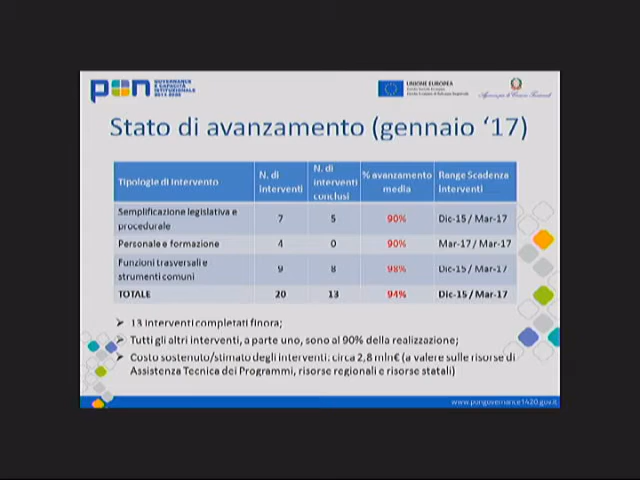 pon GOVERNANCE
E CAPACITÀ
ISTITUZIONALE
2014-2020
UNIONE EUROPEA
Stato di avanzamento (gennaio ‘17)
Tipologie di Intervento
N. di interventi
N. di interventi conclusi
% avanzamento media
Range Scadenza Interventi
Semplificazione legislativa e procedurale 7 5 90% Dic-15 / Mar-17
Personale e formazione 4 0 90% Mar-17 / Mar-17
Funzioni trasversali e strumenti comuni 9 8 98% Dic-15 / Mar-17
TOTALE 20 13 94% Dic-15 / Mar-17
➢ 13 interventi completati finora;
➢ Tutti gli altri interventi, a parte uno, sono al 90% della realizzazione;
➢ Costo sostenuto/stimato degli interventi: circa 2,8 mln€ (a valere sulle risorse di
Assistenza Tecnica dei Programmi, risorse regionali e risorse statali)
www.pongovernance1420.gov.it